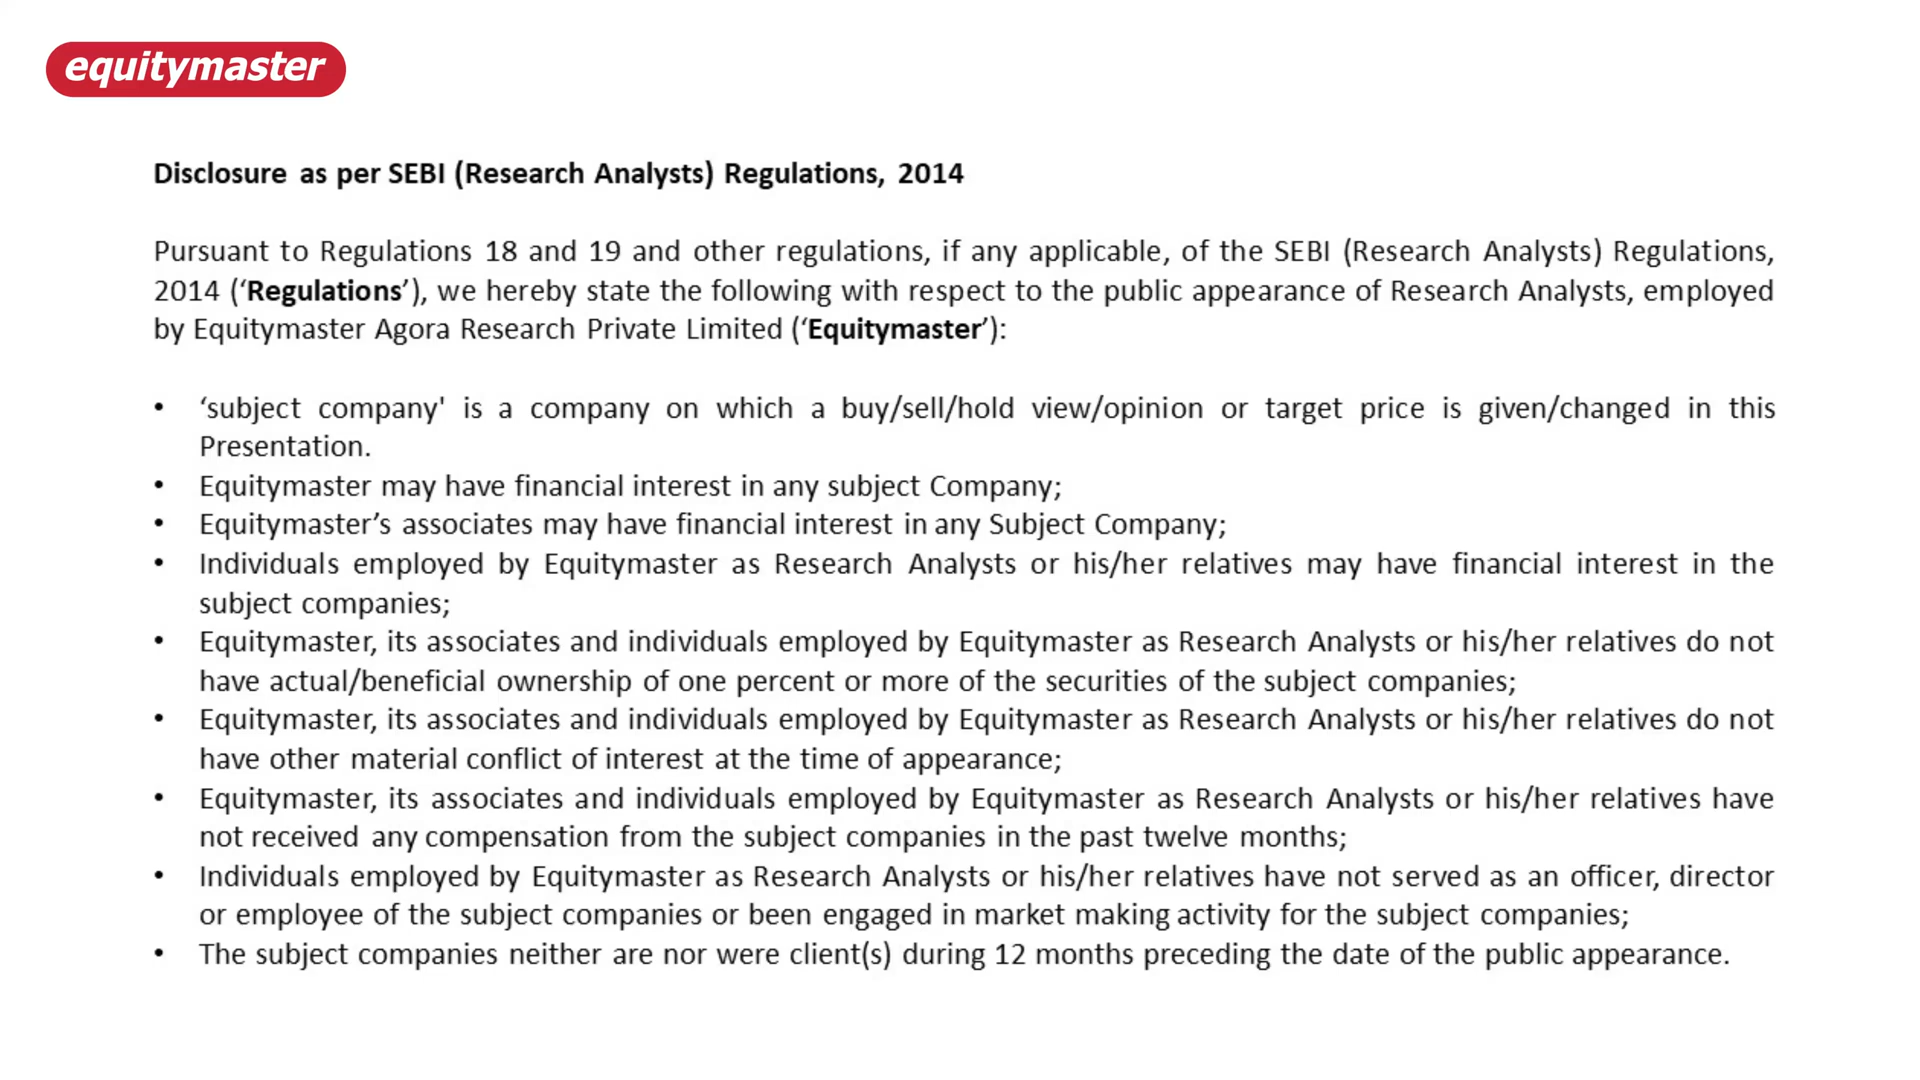 equitymaster
Disclosure as per SEBI (Research Analysts) Regulations, 2014
Pursuant to Regulations 18 and 19 and other regulations, if any applicable, of the SEBI (Research Analysts) Regulations,
2014 (‘Regulations’), we hereby state the following with respect to the public appearance of Research Analysts, employed
by Equitymaster Agora Research Private Limited (‘Equitymaster’):
• ‘subject company' is a company on which a buy/sell/hold view/opinion or target price is given/changed in this
Presentation.
• Equitymaster may have financial interest in any subject Company;
• Equitymaster’s associates may have financial interest in any Subject Company;
• Individuals employed by Equitymaster as Research Analysts or his/her relatives may have financial interest in the
subject companies;
• Equitymaster, its associates and individuals employed by Equitymaster as Research Analysts or his/her relatives do not
have actual/beneficial ownership of one percent or more of the securities of the subject companies;
• Equitymaster, its associates and individuals employed by Equitymaster as Research Analysts or his/her relatives do not
have other material conflict of interest at the time of appearance;
• Equitymaster, its associates and individuals employed by Equitymaster as Research Analysts or his/her relatives have
not received any compensation from the subject companies in the past twelve months;
• Individuals employed by Equitymaster as Research Analysts or his/her relatives have not served as an officer, director
or employee of the subject companies or been engaged in market making activity for the subject companies;
• The subject companies neither are nor were client(s) during 12 months preceding the date of the public appearance.